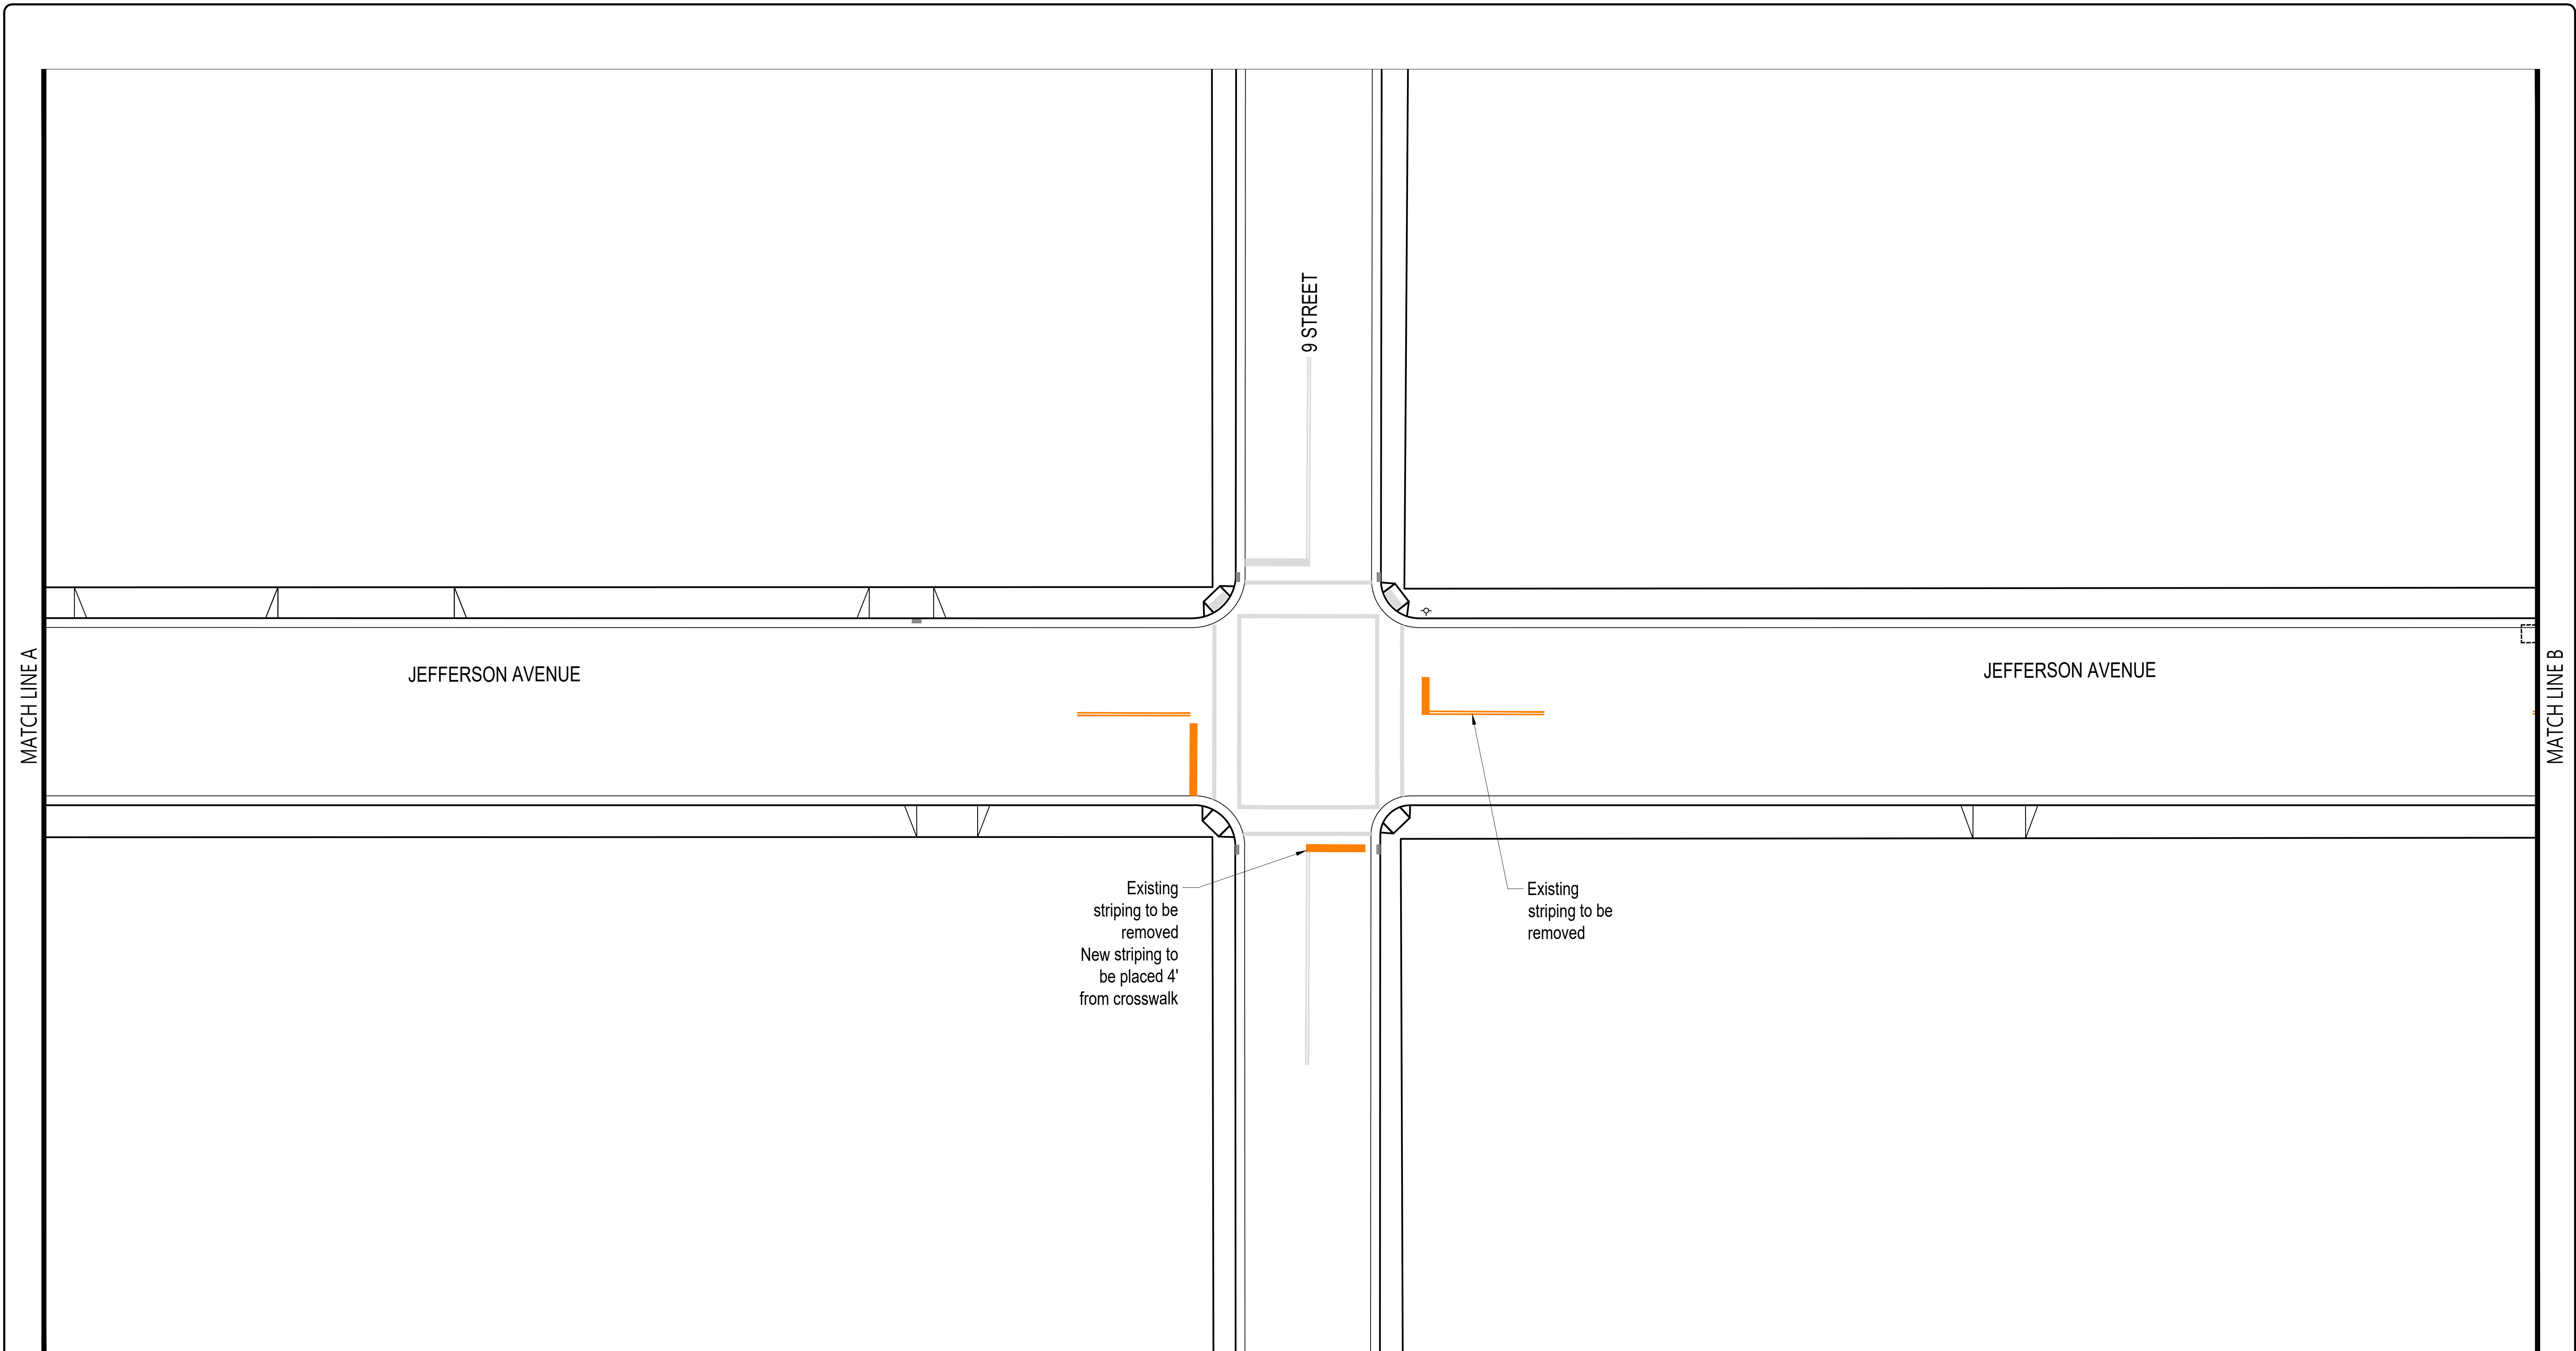 9 STREET
MATCH LINE A
JEFFERSON AVENUE
JEFFERSON AVENUE
MATCH LINE B
Existing
striping to be
removed
New striping to
be placed 4'
from crosswalk
Existing
striping to be
removed